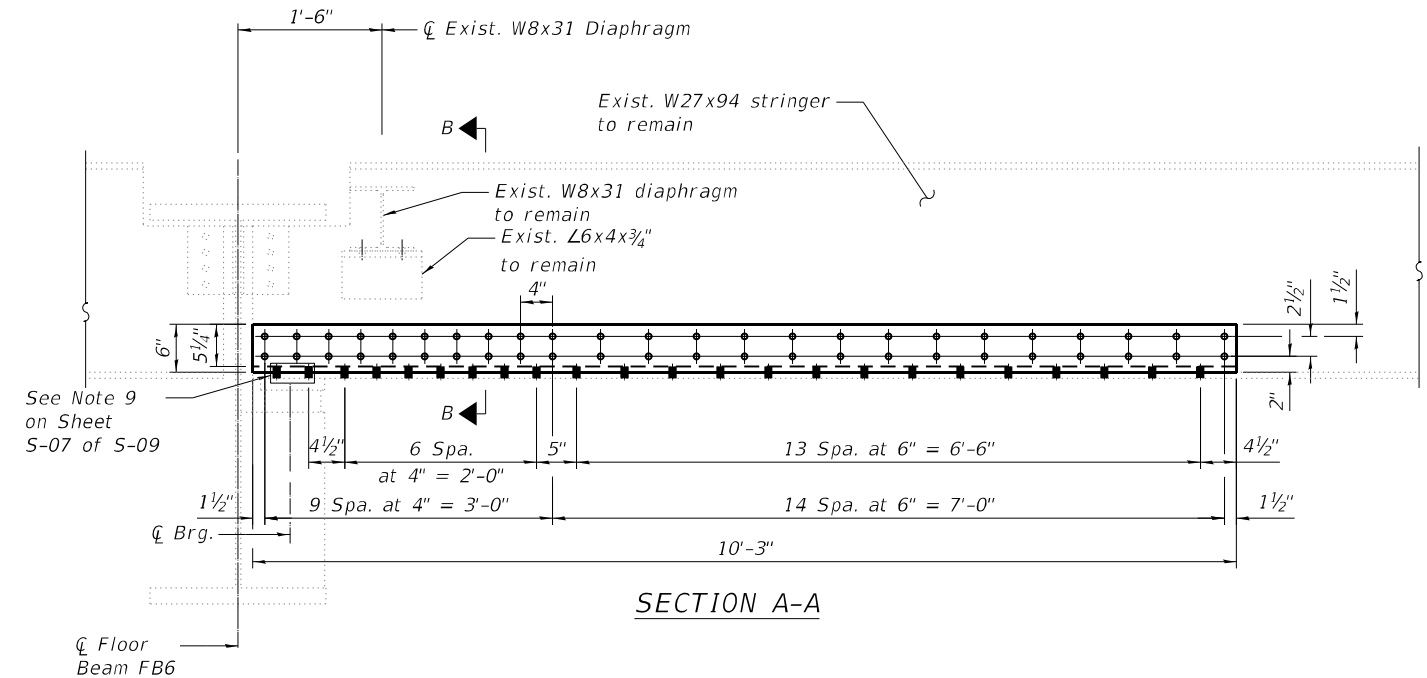 1'-6"
℄ Exist. W8x31 Diaphragm
Exist. W27x94 stringer
to remain
B
Exist. W8x31 diaphragm
to remain
Exist. ∠6x4x¾"
to remain
4"
2½"
1½"
6"
5¼"
See Note 9
on Sheet
S-07 of S-09
B
2"
4½"
6 Spa.
at 4" = 2'-0"
5"
13 Spa. at 6" = 6'-6"
4½"
1½"
9 Spa. at 4" = 3'-0"
14 Spa. at 6" = 7'-0"
1½"
℄ Brg.
10'-3"
SECTION A-A
℄ Floor
Beam FB6